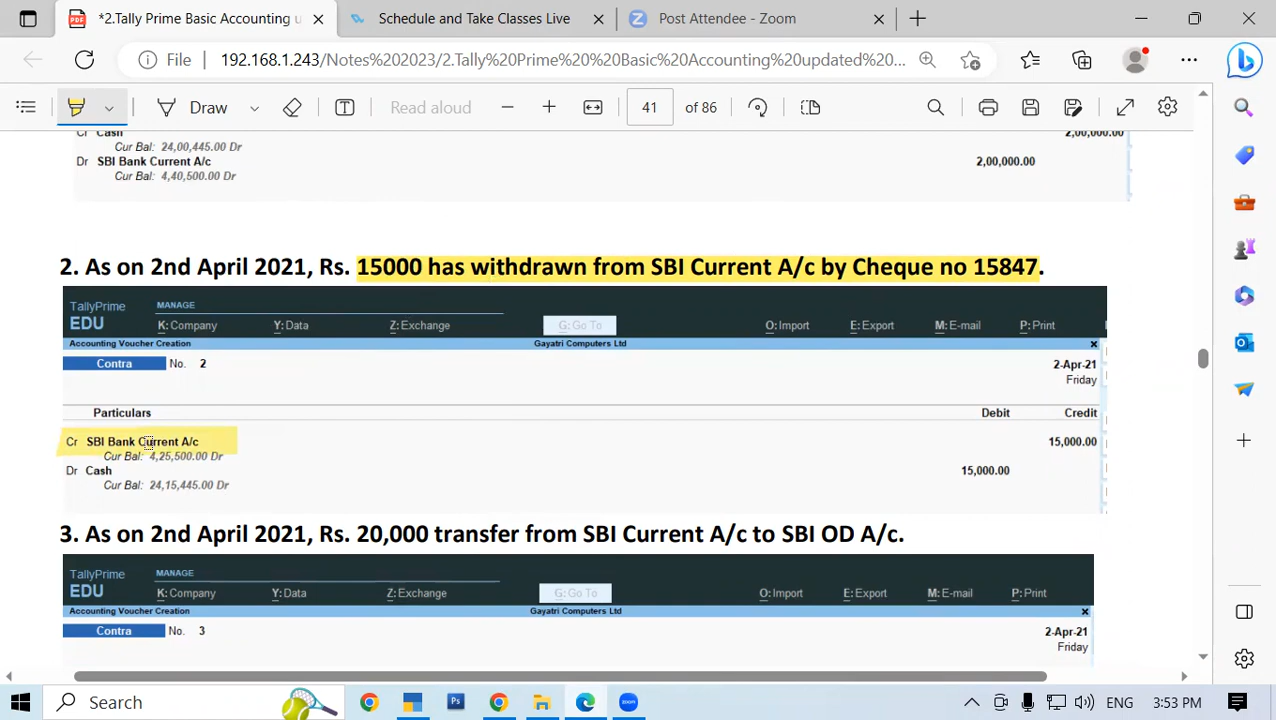 *2.Tally Prime Basic Accounting u
Schedule and Take Classes Live
Post Attendee - Zoom
File
192.168.1.243/Notes%202023/2.Tally%20Prime%20%20Basic%20Accounting%20updated%20...
Draw
Read aloud
41
of 86
Cr Cash
2,00,000.00
Cur Bal: 24,00,445.00 Dr
Dr SBI Bank Current A/c
2,00,000.00
Cur Bal: 4,40,500.00 Dr
2. As on 2nd April 2021, Rs. 15000 has withdrawn from SBI Current A/c by Cheque no 15847.
TallyPrime
MANAGE
EDU
K:Company
Y:Data
Z:Exchange
G:Go To
O:Import
E:Export
M:E-mail
P:Print
Accounting Voucher Creation
Gayatri Computers Ltd
Contra
No. 2
2-Apr-21
Friday
Particulars
Debit
Credit
Cr SBI Bank Current A/c
15,000.00
Cur Bal: 4,25,500.00 Dr
Dr Cash
15,000.00
Cur Bal: 24,15,445.00 Dr
3. As on 2nd April 2021, Rs. 20,000 transfer from SBI Current A/c to SBI OD A/c.
TallyPrime
MANAGE
EDU
K:Company
Y:Data
Z:Exchange
G:Go To
O:Import
E:Export
M:E-mail
P:Print
Accounting Voucher Creation
Gayatri Computers Ltd
Contra
No. 3
2-Apr-21
Friday
Search
Ps
zoom
ENG
3:53 PM